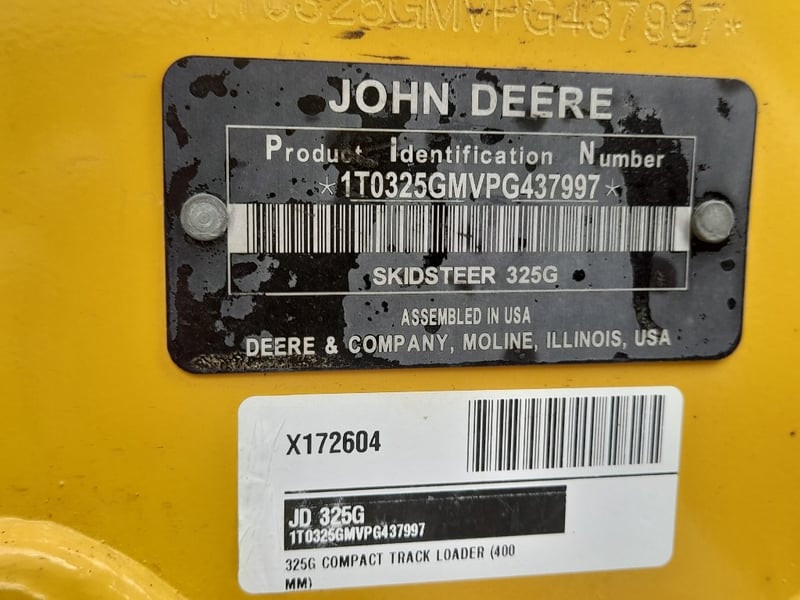 *1T0325GMVPG437997*
JOHN DEERE
Product Identification Number
*1T0325GMVPG437997*
SKIDSTEER 325G
ASSEMBLED IN USA
DEERE & COMPANY, MOLINE, ILLINOIS, USA
X172604
JD 325G
1T0325GMVPG437997
325G COMPACT TRACK LOADER (400
MM)